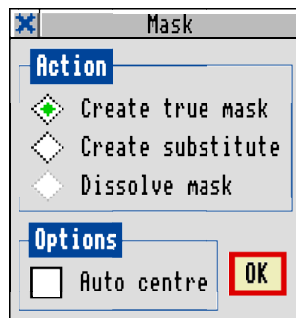 Mask
Action
Create true mask
Create substitute
Dissolve mask
Options
Auto centre
OK